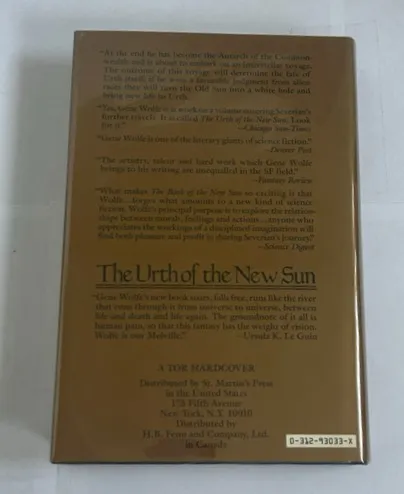 "At the end he has become the Autarch of the Common-
wealth and is about to embark on an interstellar voyage.
The outcome of this voyage will determine the fate of
Urth itself; if he wins a favorable judgment from alien
races they will turn the Old Sun into a white hole and
bring new life to Urth.
"Gene Wolfe is at work on a volume covering Severian's
further travels. It is called The Urth of the New Sun. Look
for it."
—Chicago Sun-Times
"Gene Wolfe is one of the literary giants of science fiction."
—Denver Post
"The artistry, talent and hard work which Gene Wolfe
brings to his writing are unequalled in the SF field."
—Fantasy Review
"What makes The Book of the New Sun so exciting is that
Wolfe...forges what amounts to a new kind of science
fiction. Wolfe's principal purpose is to explore the relation-
ships between moods, feelings and actions...anyone who
appreciates the workings of a disciplined imagination will
find both pleasure and profit in sharing Severian's journeys."
—Science Digest
The Urth of the New Sun
"Gene Wolfe's new book soars, falls free, runs like the river
that runs through it from universe to universe, between
life and death and life again. The groundnote of it all is
human pain, so that this fantasy has the weight of vision.
Wolfe is our Melville."
—Ursula K. Le Guin
A TOR HARDCOVER
Distributed by St. Martin's Press
in the United States
175 Fifth Avenue
New York, N.Y. 10010
Distributed by
H.B. Fenn and Company, Ltd.
in Canada
0-312-93033-X